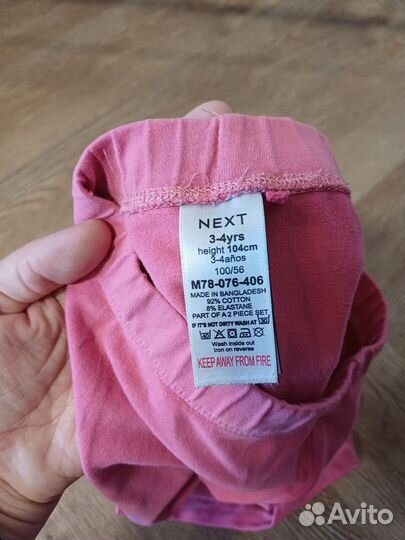 NEXT
3-4yrs
height 104cm
3-4años
100/56
M78-076-406
MADE IN BANGLADESH
92% COTTON
8% ELASTANE
PART OF A 2 PIECE SET
IF IT'S NOT DIRTY WASH AT
Wash inside out
Iron on reverse
KEEP AWAY FROM FIRE
Avito